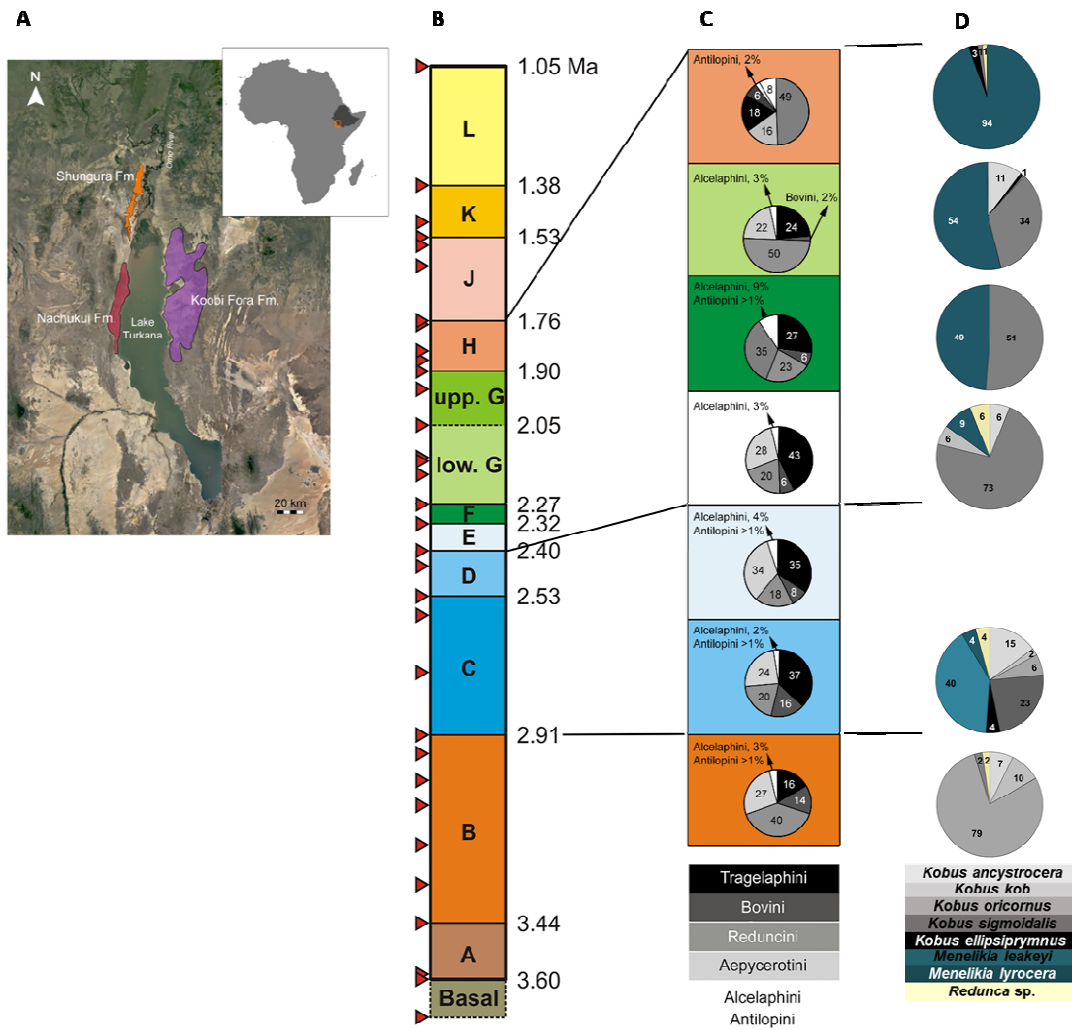 A
B
C
D
N
Omo River
Shungura Fm.
Nachukui Fm.
Lake
Turkana
Koobi Fora Fm.
20 km
1.05 Ma
L
1.38
K
1.53
J
1.76
H
1.90
upp. G
2.05
low. G
2.27
F
2.32
E
2.40
D
2.53
C
2.91
B
3.44
A
3.60
Basal
Antilopini, 2%
8
6
49
18
16
Alcelaphini, 3%
Bovini, 2%
22
24
50
Alcelaphini, 9%
Antilopini >1%
27
35
6
23
Alcelaphini, 3%
28
43
20
6
Alcelaphini, 4%
Antilopini >1%
34
35
18
8
Alcelaphini, 2%
Antilopini >1%
24
37
20
16
Alcelaphini, 3%
Antilopini >1%
27
16
14
40
Tragelaphini
Bovini
Reduncini
Aepycerotini
Alcelaphini
Antilopini
3
1
1
94
11
1
54
34
6
6
9
6
73
4
4
15
2
6
40
23
4
2
2
7
10
79
Kobus ancystrocera
Kobus kob
Kobus oricornus
Kobus sigmoidalis
Kobus ellipsiprymnus
Menelikia leakeyi
Menelikia lyrocera
Redunca sp.